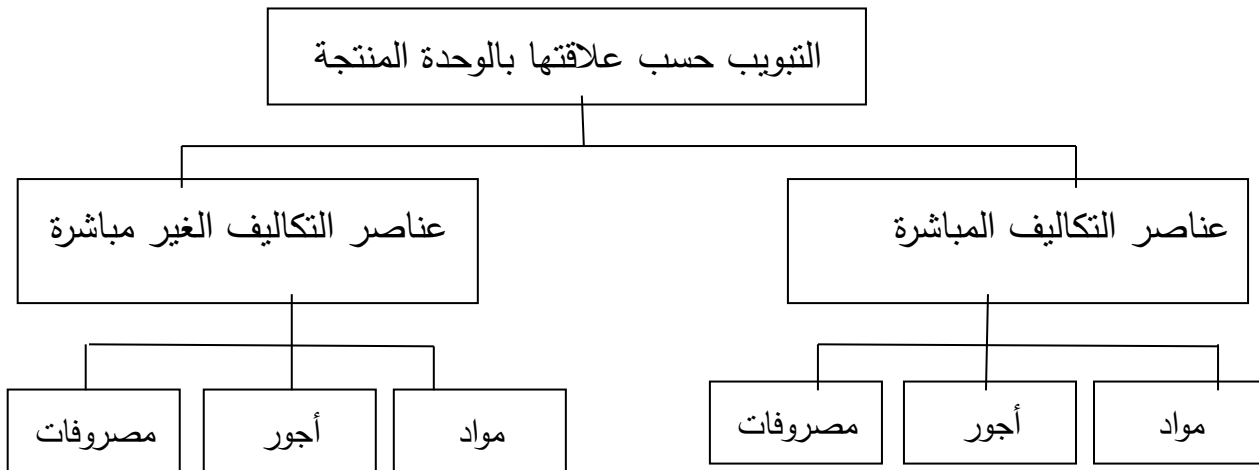 التبويب حسب علاقتها بالوحدة المنتجة
عناصر التكاليف المباشرة
عناصر التكاليف الغير مباشرة
مواد
أجور
مصروفات
مواد
أجور
مصروفات